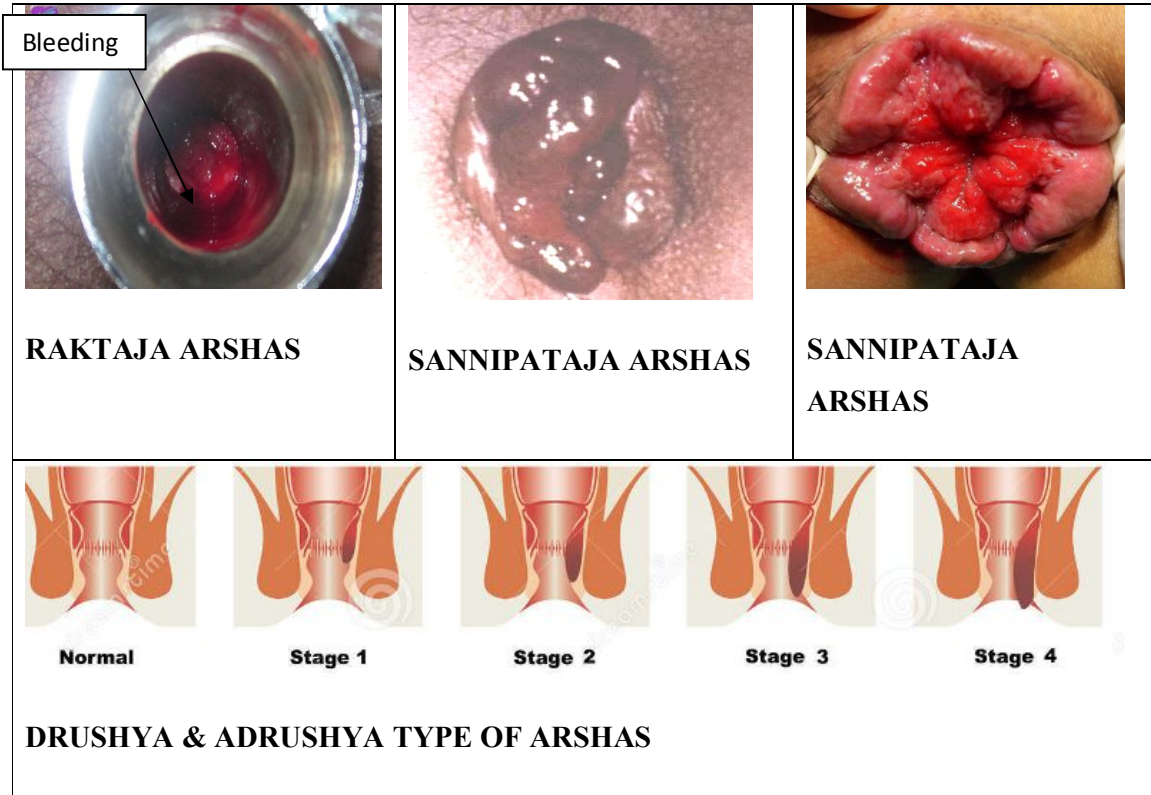 Bleeding
RAKTAJA ARSHAS
SANNIPATAJA ARSHAS
SANNIPATAJA
ARSHAS
Normal
Stage 1
Stage 2
Stage 3
Stage 4
DRUSHYA & ADRUSHYA TYPE OF ARSHAS